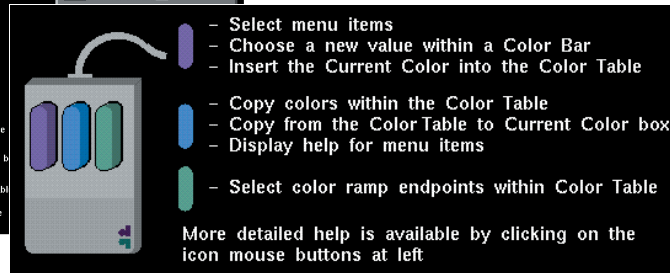 – Select menu items
– Choose a new value within a Color Bar
– Insert the Current Color into the Color Table
– Copy colors within the Color Table
– Copy from the Color Table to Current Color box
– Display help for menu items
– Select color ramp endpoints within Color Table
More detailed help is available by clicking on the
icon mouse buttons at left